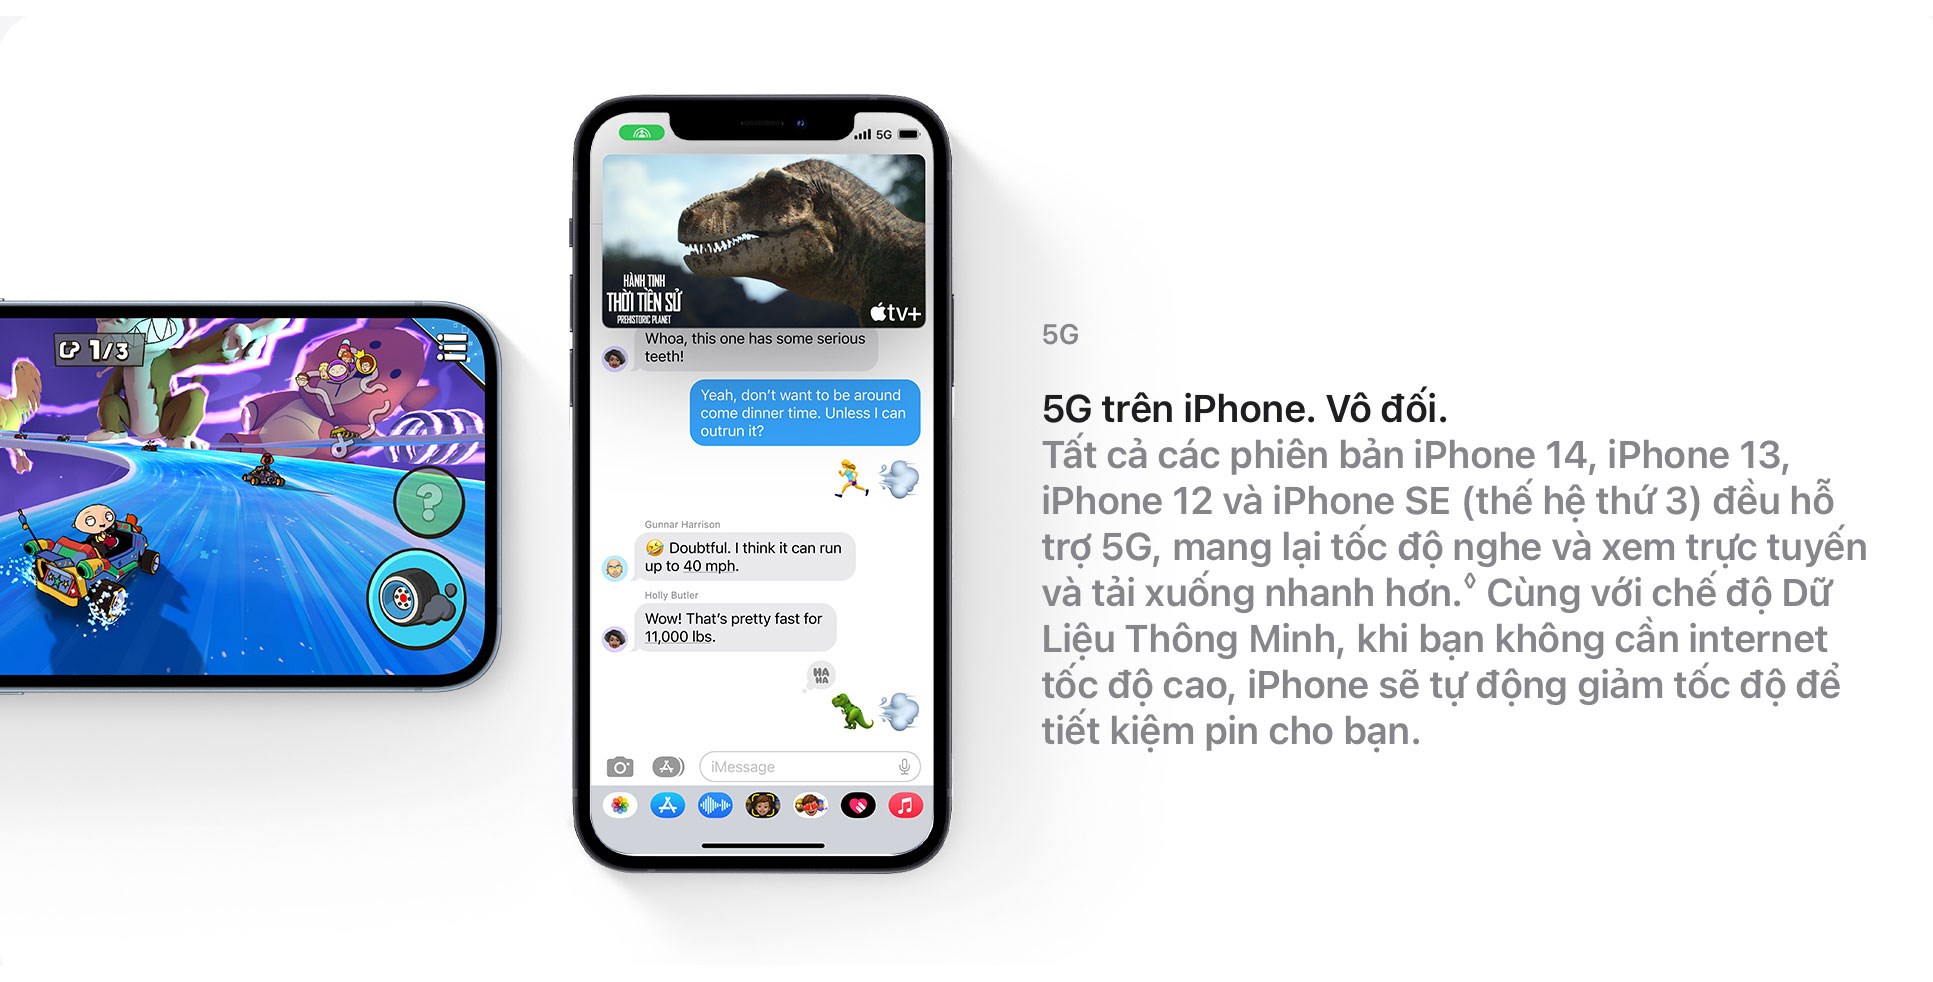 1/3
5G
HÀNH TINH
THỜI TIỀN SỬ
PREHISTORIC PLANET
tv+
Whoa, this one has some serious
teeth!
Yeah, don't want to be around
come dinner time. Unless I can
outrun it?
Gunnar Harrison
🤣 Doubtful. I think it can run
up to 40 mph.
Holly Butler
Wow! That's pretty fast for
11,000 lbs.
HA
HA
iMessage
5G
5G trên iPhone. Vô đối.
Tất cả các phiên bản iPhone 14, iPhone 13,
iPhone 12 và iPhone SE (thế hệ thứ 3) đều hỗ
trợ 5G, mang lại tốc độ nghe và xem trực tuyến
và tải xuống nhanh hơn.◊ Cùng với chế độ Dữ
Liệu Thông Minh, khi bạn không cần internet
tốc độ cao, iPhone sẽ tự động giảm tốc độ để
tiết kiệm pin cho bạn.